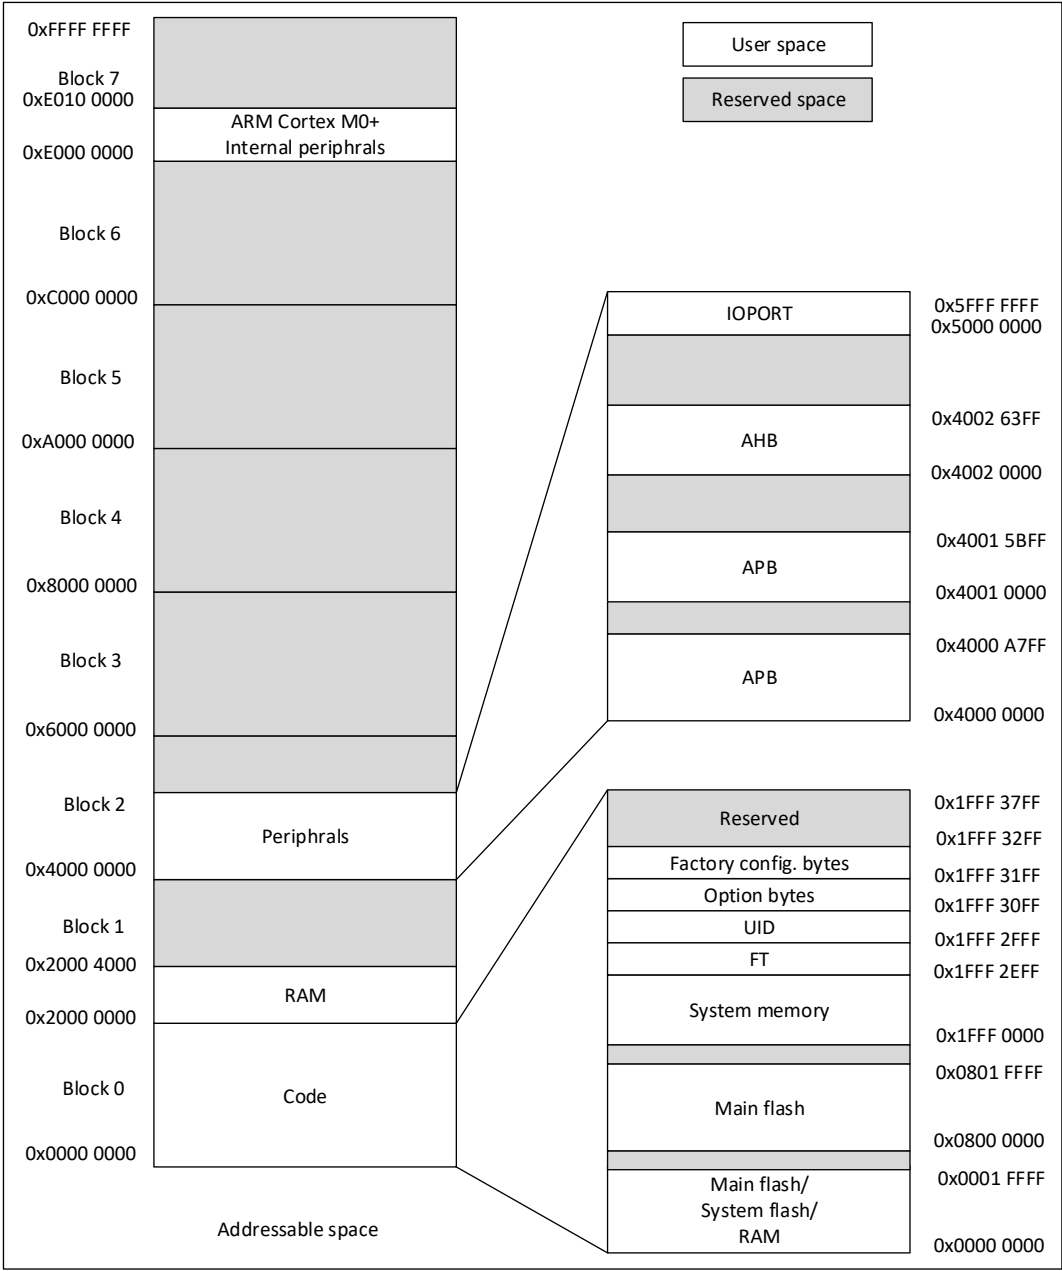 0xFFFF FFFF
Block 7
0xE010 0000
ARM Cortex M0+
Internal periphrals
0xE000 0000
Block 6
0xC000 0000
Block 5
0xA000 0000
Block 4
0x8000 0000
Block 3
0x6000 0000
Block 2
Periphrals
0x4000 0000
Block 1
0x2000 4000
RAM
0x2000 0000
Block 0
Code
0x0000 0000
Addressable space
User space
Reserved space
IOPORT
0x5FFF FFFF
0x5000 0000
AHB
0x4002 63FF
0x4002 0000
APB
0x4001 5BFF
0x4001 0000
APB
0x4000 A7FF
0x4000 0000
Reserved
0x1FFF 37FF
0x1FFF 32FF
Factory config. bytes
0x1FFF 31FF
Option bytes
0x1FFF 30FF
UID
0x1FFF 2FFF
FT
0x1FFF 2EFF
System memory
0x1FFF 0000
0x0801 FFFF
Main flash
0x0800 0000
0x0001 FFFF
Main flash/
System flash/
RAM
0x0000 0000